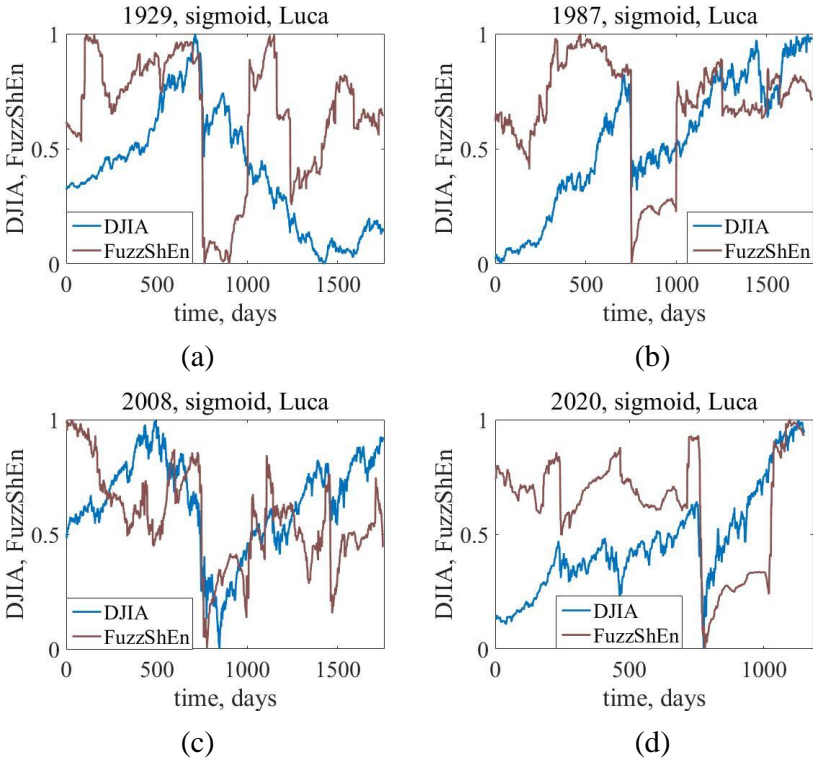 1929, sigmoid, Luca
DJIA, FuzzShEn
1
0.5
0
DJIA
FuzzShEn
0 500 1000 1500
time, days
(a)
1987, sigmoid, Luca
DJIA, FuzzShEn
1
0.5
0
DJIA
FuzzShEn
0 500 1000 1500
time, days
(b)
2008, sigmoid, Luca
DJIA, FuzzShEn
1
0.5
0
DJIA
FuzzShEn
0 500 1000 1500
time, days
(c)
2020, sigmoid, Luca
DJIA, FuzzShEn
1
0.5
0
DJIA
FuzzShEn
0 500 1000
time, days
(d)